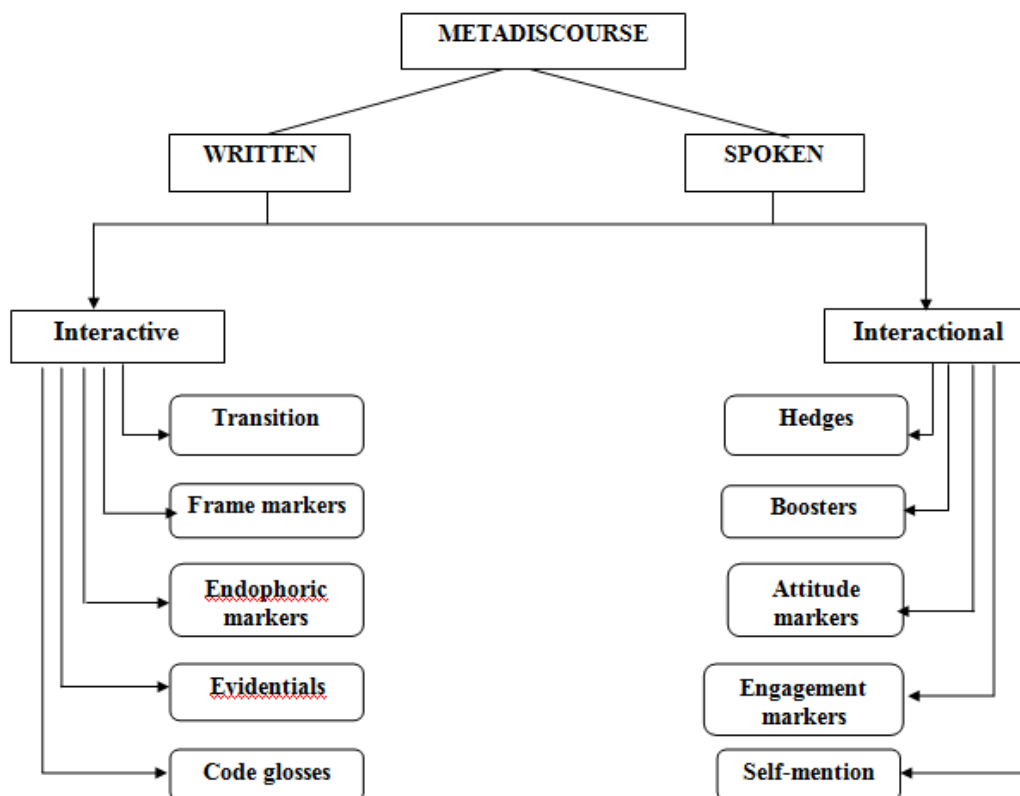 METADISCOURSE
WRITTEN
SPOKEN
Interactive
Interactional
Transition
Hedges
Frame markers
Boosters
Endophoric
markers
Attitude
markers
Evidentials
Engagement
markers
Code glosses
Self-mention